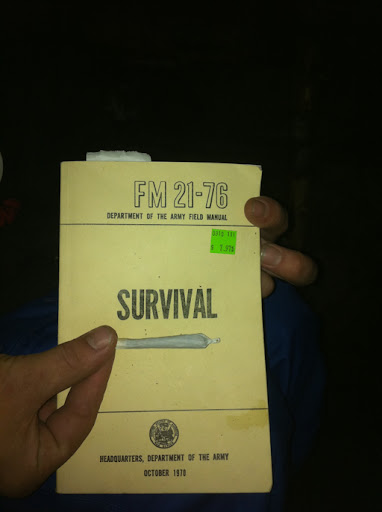 FM 21-76
DEPARTMENT OF THE ARMY FIELD MANUAL
SURVIVAL
HEADQUARTERS, DEPARTMENT OF THE ARMY
OCTOBER 1970